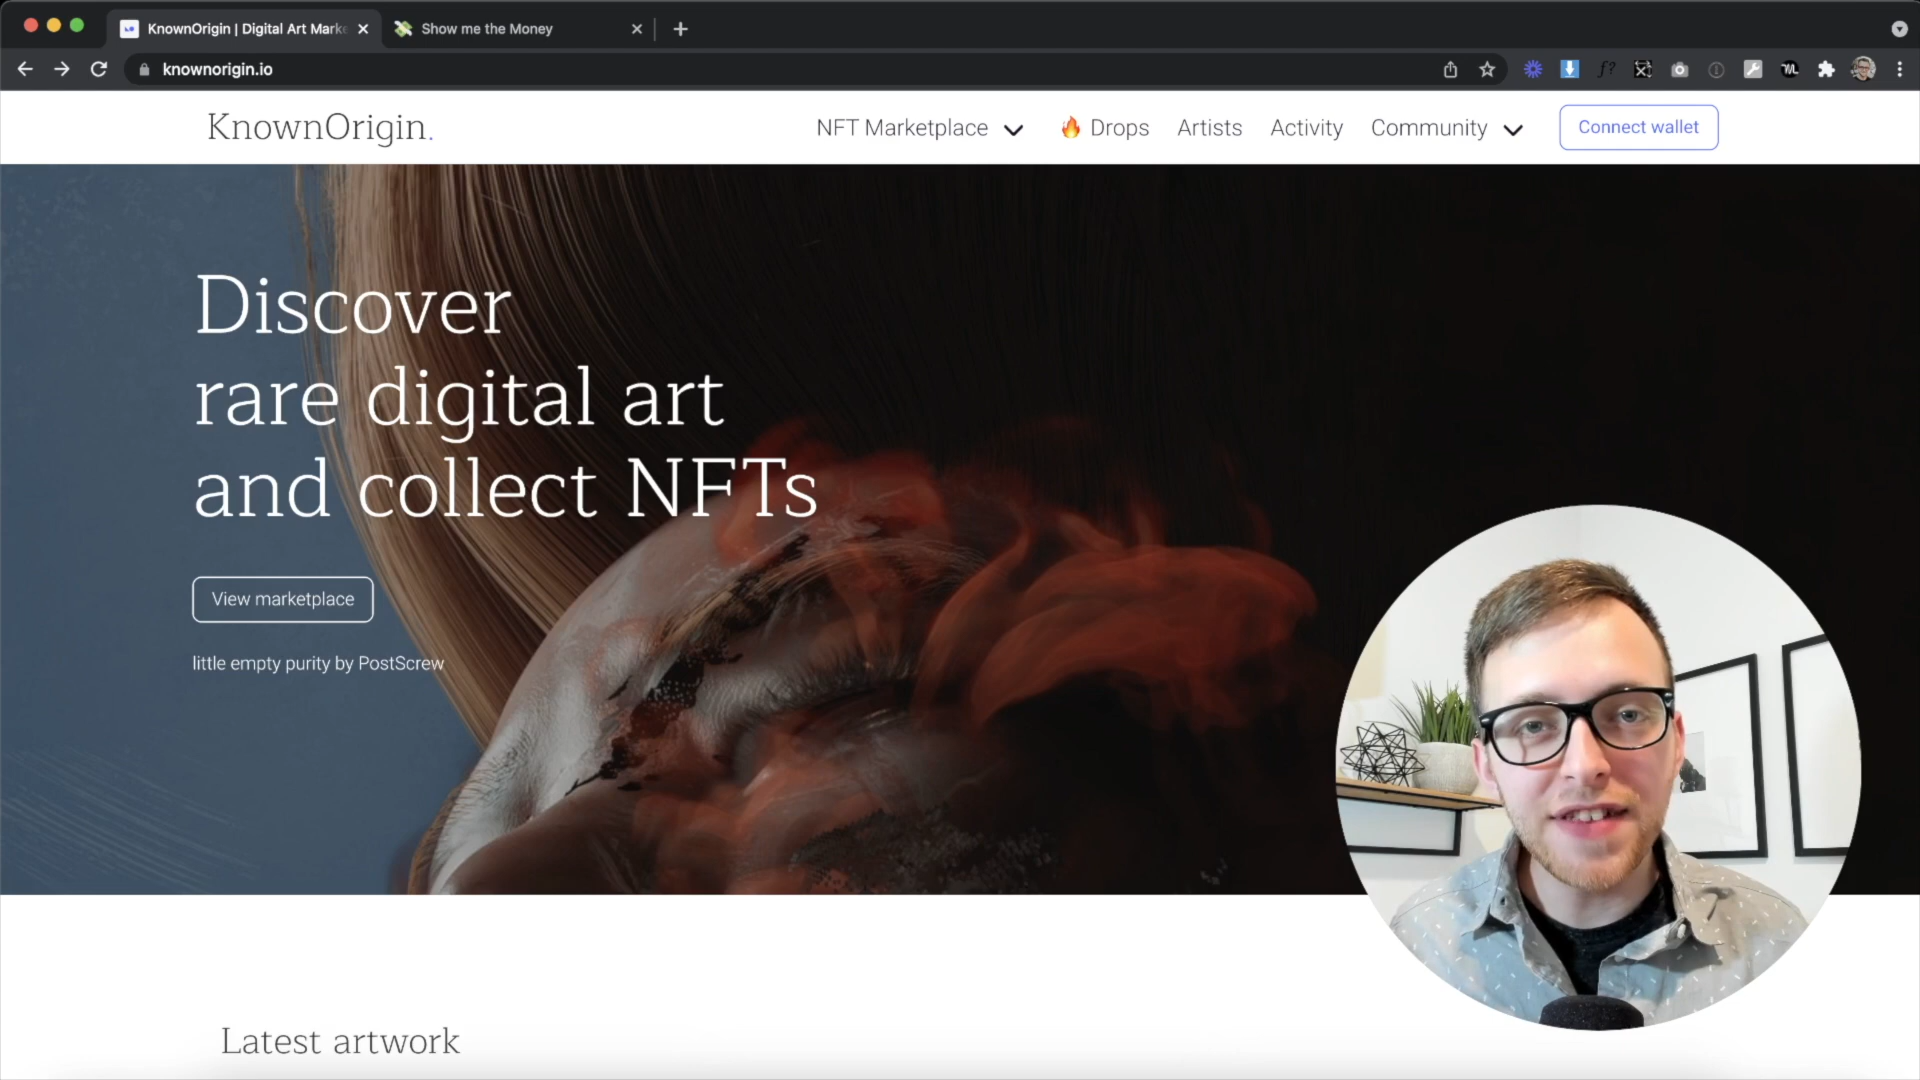 KnownOrigin | Digital Art Mark
Show me the Money
knownorigin.io
KnownOrigin.
NFT Marketplace
Drops
Artists
Activity
Community
Connect wallet
Discover
rare digital art
and collect NFTs
View marketplace
little empty purity by PostScrew
Latest artwork